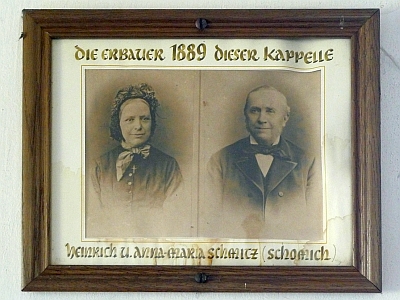 DIE ERBAUER 1889 DIESER KAPPELLE
HEINRICH U. ANNA-MARIA SCHMITZ (SCHOMICH)